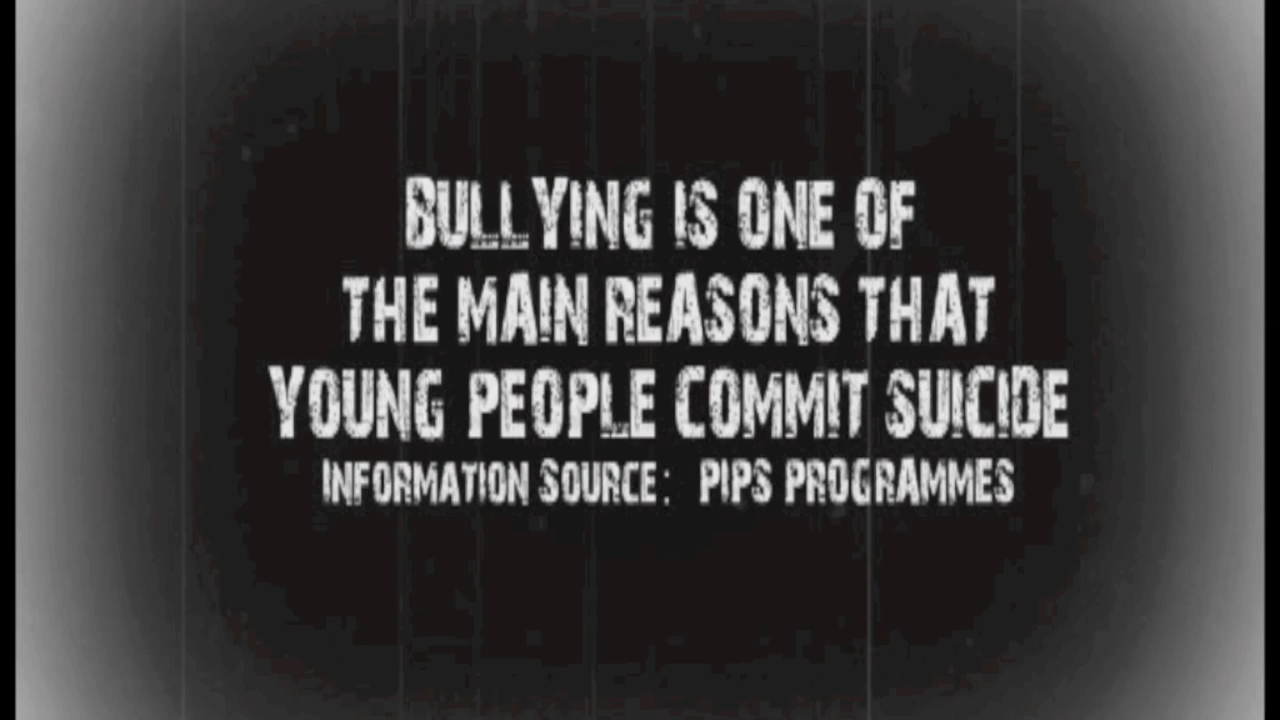 BULLYING IS ONE OF
THE MAIN REASONS THAT
YOUNG PEOPLE COMMIT SUICIDE
INFORMATION SOURCE: PIPS PROGRAMMES